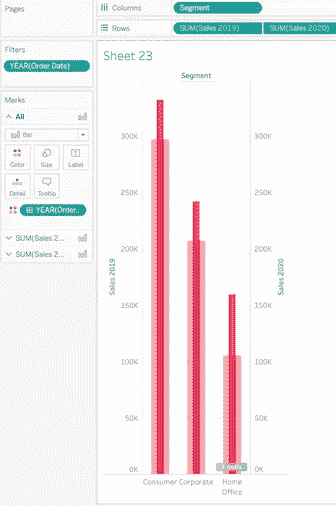 Pages
Columns
Segment
Rows
SUM(Sales 2019)
SUM(Sales 2020)
Filters
YEAR(Order Date)
Sheet 23
Marks
All
Bar
Color
Size
Label
Detail
Tooltip
YEAR(Order..
SUM(Sales 2...
SUM(Sales 2...
Segment
300K
250K
200K
150K
100K
50K
0K
Sales 2019
300K
250K
200K
150K
100K
50K
0K
Sales 2020
Consumer
Corporate
Home
Office